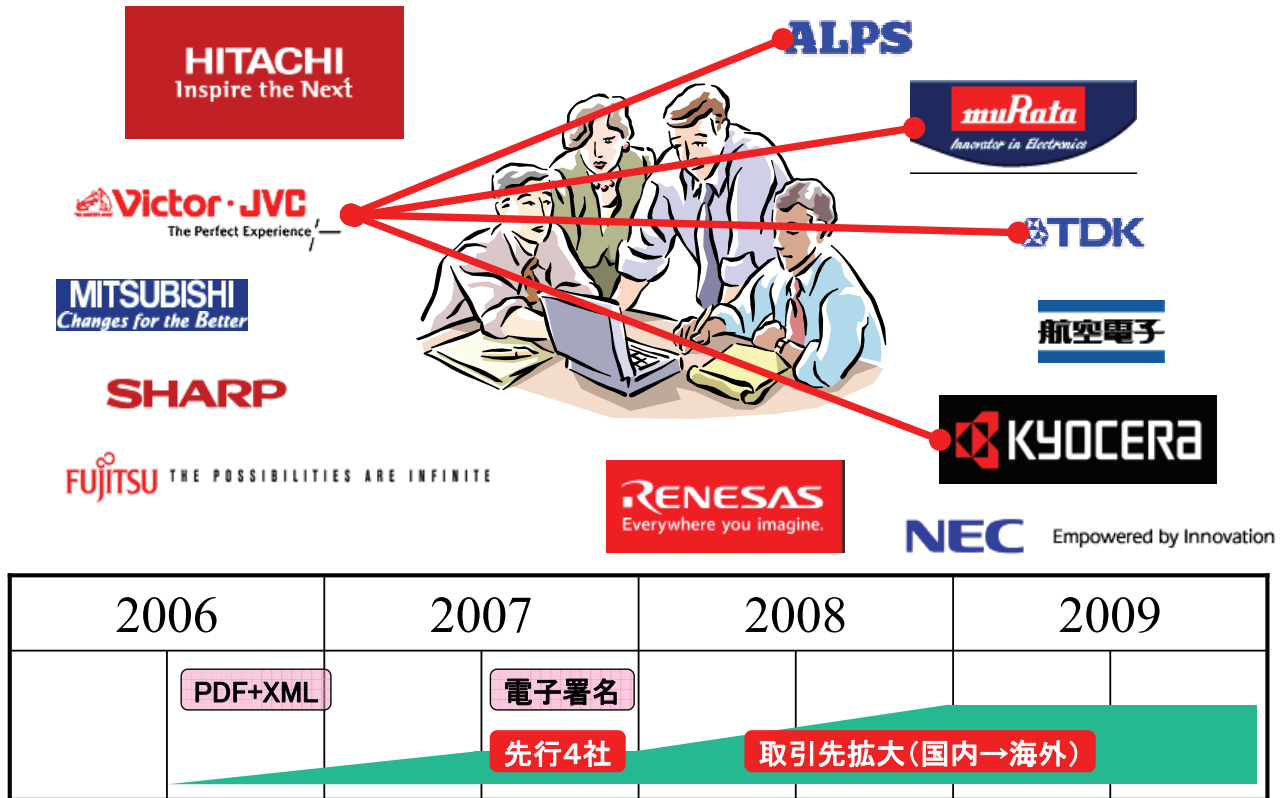 HITACHI
Inspire the Next
ALPS
muRata
Innovator in Electronics
Victor・JVC
The Perfect Experience
TDK
MITSUBISHI
Changes for the Better
航空電子
SHARP
KYOCERA
FUJITSU THE POSSIBILITIES ARE INFINITE
RENESAS
Everywhere you imagine.
NEC Empowered by Innovation
2006 2007 2008 2009
PDF+XML 電子署名
先行4社 取引先拡大(国内→海外)